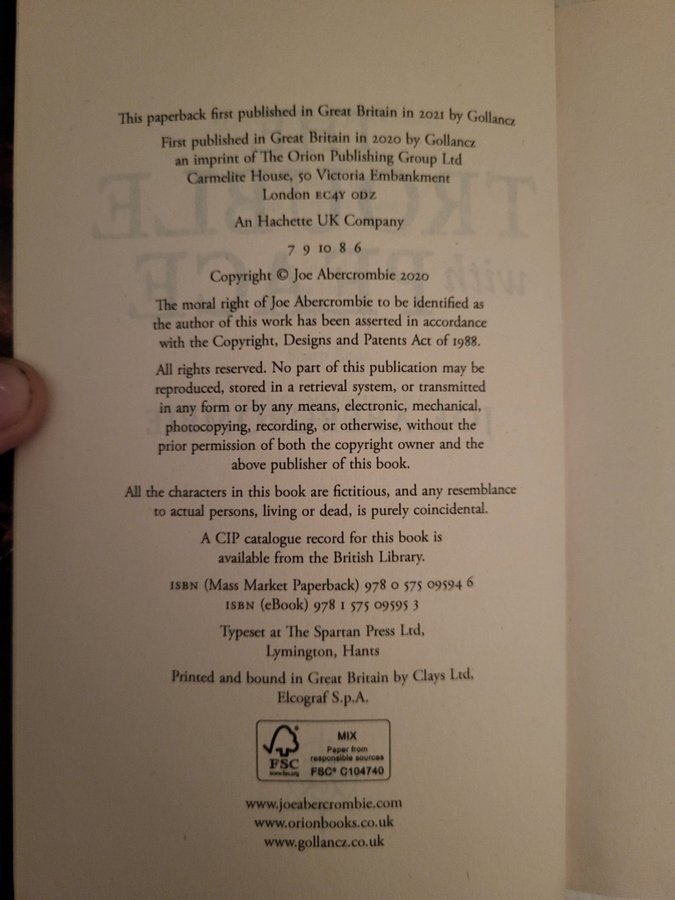 This paperback first published in Great Britain in 2021 by Gollancz
First published in Great Britain in 2020 by Gollancz
an imprint of The Orion Publishing Group Ltd
Carmelite House, 50 Victoria Embankment
London EC4Y 0DZ
An Hachette UK Company
7 9 10 8 6
Copyright © Joe Abercrombie 2020
The moral right of Joe Abercrombie to be identified as
the author of this work has been asserted in accordance
with the Copyright, Designs and Patents Act of 1988.
All rights reserved. No part of this publication may be
reproduced, stored in a retrieval system, or transmitted
in any form or by any means, electronic, mechanical,
photocopying, recording, or otherwise, without the
prior permission of both the copyright owner and the
above publisher of this book.
All the characters in this book are fictitious, and any resemblance
to actual persons, living or dead, is purely coincidental.
A CIP catalogue record for this book is
available from the British Library.
ISBN (Mass Market Paperback) 978 0 575 09594 6
ISBN (eBook) 978 1 575 09595 3
Typeset at The Spartan Press Ltd,
Lymington, Hants
Printed and bound in Great Britain by Clays Ltd,
Elcograf S.p.A.
FSC
www.fsc.org
MIX
Paper from
responsible sources
FSC® C104740
www.joeabercrombie.com
www.orionbooks.co.uk
www.gollancz.co.uk